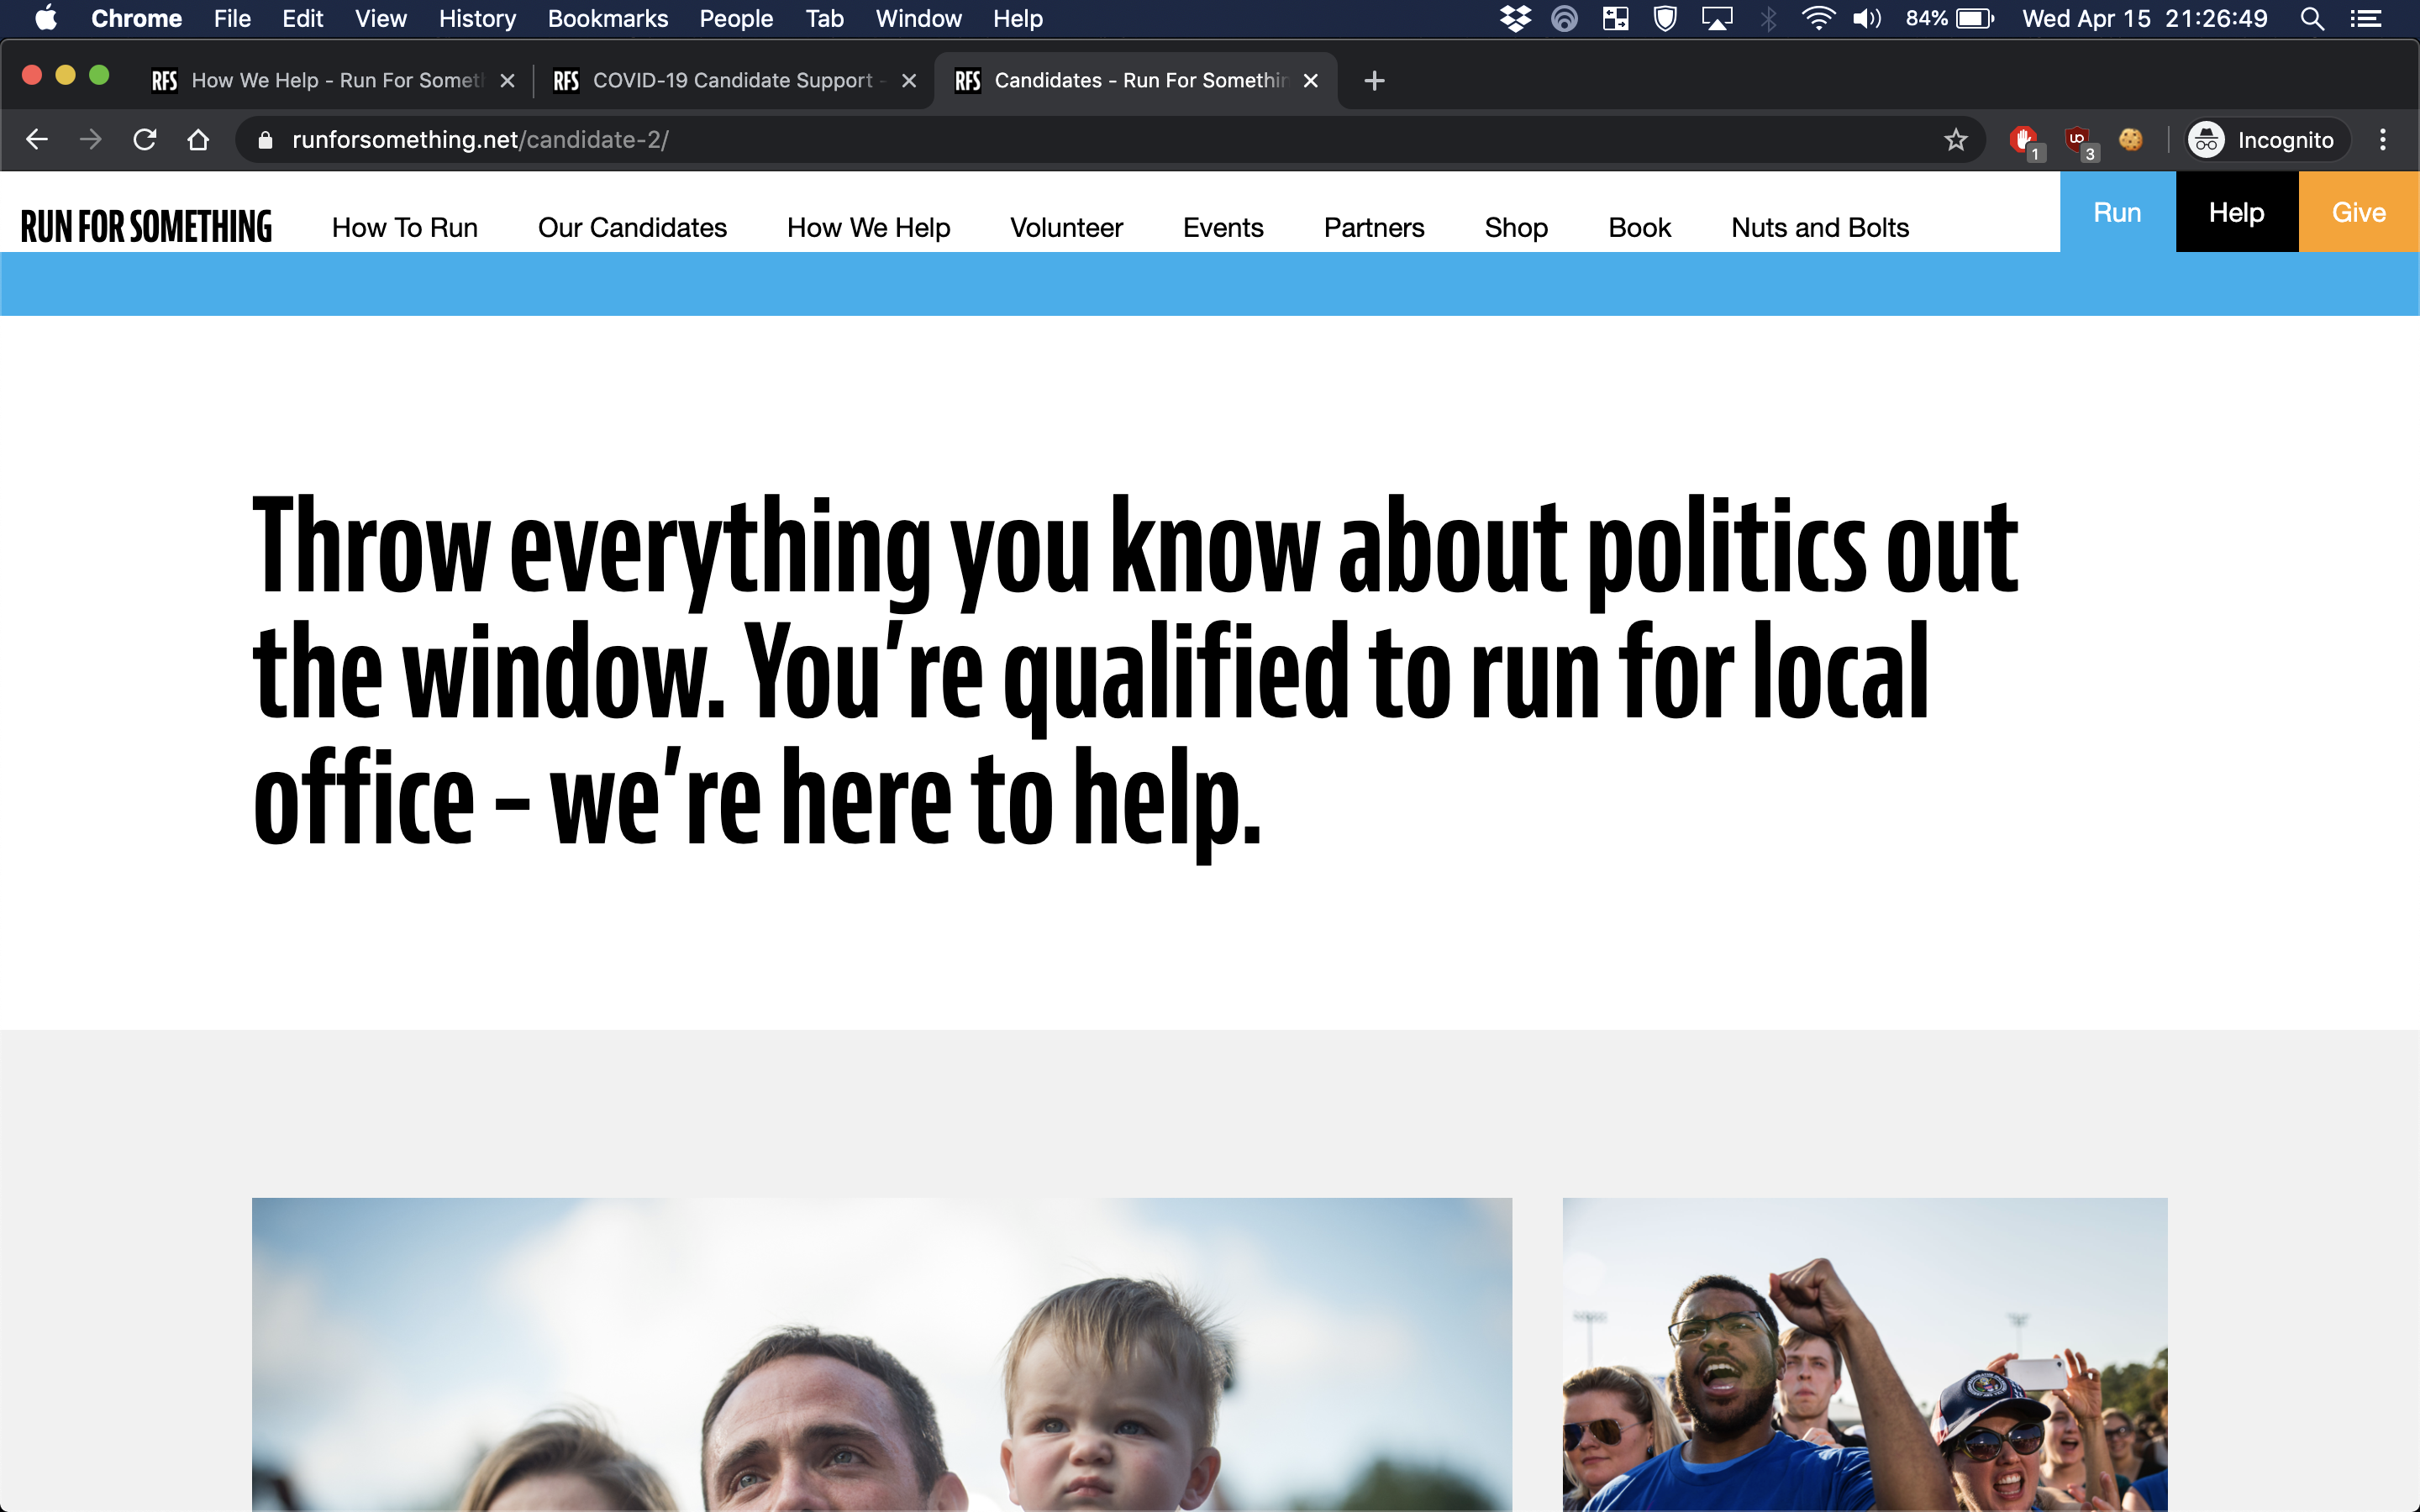 Chrome File Edit View History Bookmarks People Tab Window Help 84% Wed Apr 15 21:26:49
RFS How We Help - Run For Somet RFS COVID-19 Candidate Support - RFS Candidates - Run For Somethin
runforsomething.net/candidate-2/ 1 3 Incognito
RUN FOR SOMETHING How To Run Our Candidates How We Help Volunteer Events Partners Shop Book Nuts and Bolts Run Help Give
Throw everything you know about politics out
the window. You’re qualified to run for local
office – we’re here to help.